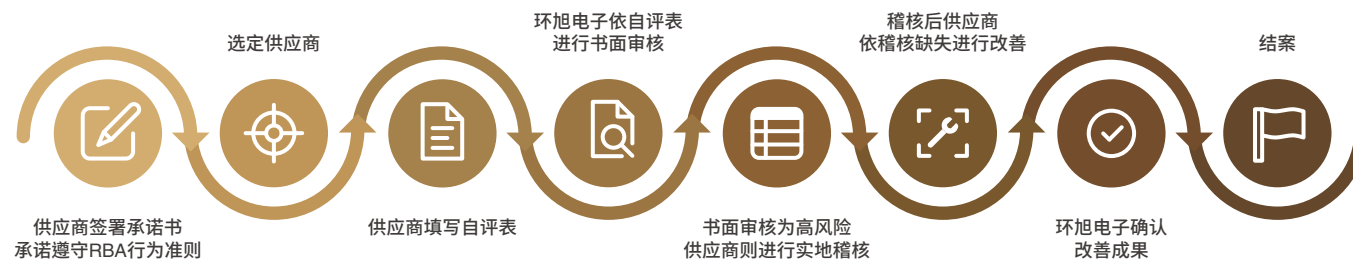 供应商签署承诺书
承诺遵守RBA行为准则
选定供应商
供应商填写自评表
环旭电子依自评表
进行书面审核
书面审核为高风险
供应商则进行实地稽核
稽核后供应商
依稽核缺失进行改善
环旭电子确认
改善成果
结案